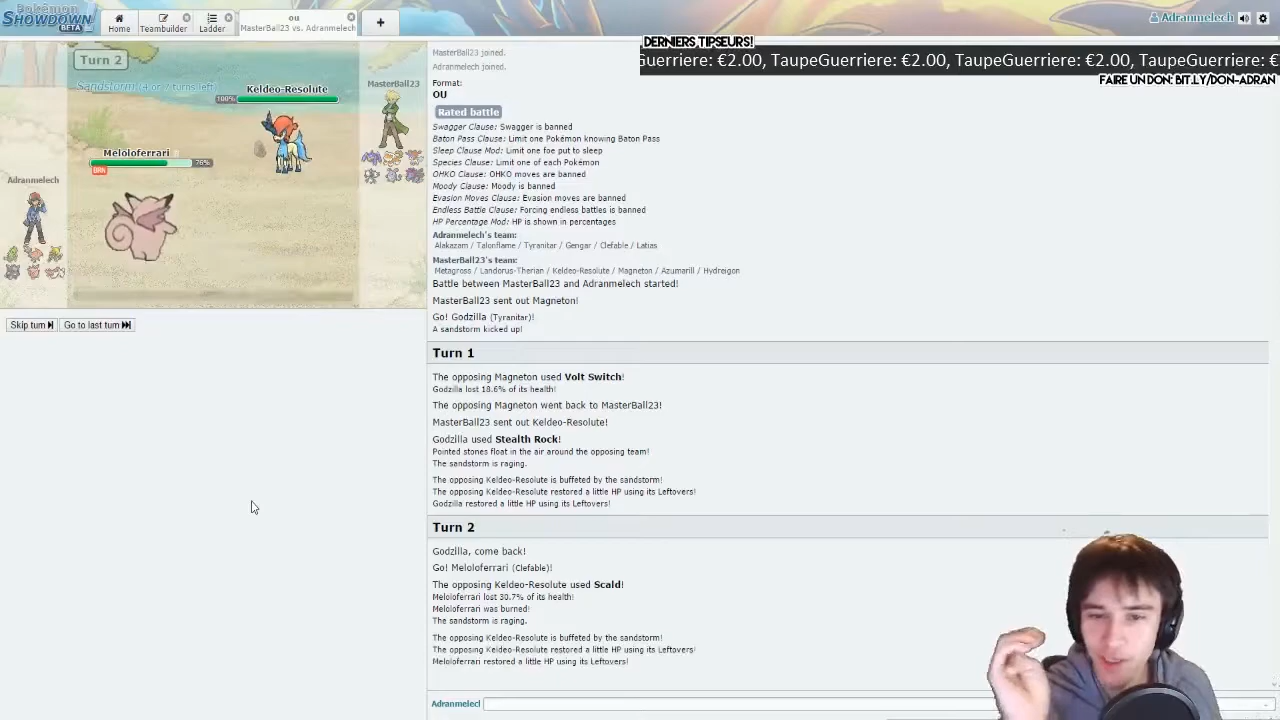 Pokémon
SHOWDOWN
BETA
Home
Teambuilder
Ladder
OU
MasterBall23 vs. Adranmelech
+
Adranmelech
DERNIERS TIPSEURS!
Guerriere: €2.00, TaupeGuerriere: €2.00, TaupeGuerriere: €2.00, TaupeGuerriere: €
FAIRE UN DON: BIT.LY/DON-ADRAN
Turn 2
Sandstorm
turns left
Keldeo-Resolute
100%
MasterBall23
Meloloferrari
76%
BRN
Adranmelech
Skip turn
Go to last turn
MasterBall23 joined.
Adranmelech joined.
Format:
OU
Rated battle
Swagger Clause: Swagger is banned
Baton Pass Clause: Limit one Pokémon knowing Baton Pass
Sleep Clause Mod: Limit one foe put to sleep
Species Clause: Limit one of each Pokémon
OHKO Clause: OHKO moves are banned
Moody Clause: Moody is banned
Evasion Moves Clause: Evasion moves are banned
Endless Battle Clause: Forcing endless battles is banned
HP Percentage Mod: HP is shown in percentages
Adranmelech's team:
Alakazam / Talonflame / Tyranitar / Gengar / Clefable / Latias
MasterBall23's team:
Metagross / Landorus-Therian / Keldeo-Resolute / Magneton / Azumarill / Hydreigon
Battle between MasterBall23 and Adranmelech started!
MasterBall23 sent out Magneton!
Go! Godzilla (Tyranitar)!
A sandstorm kicked up!
Turn 1
The opposing Magneton used Volt Switch!
Godzilla lost 18.6% of its health!
The opposing Magneton went back to MasterBall23!
MasterBall23 sent out Keldeo-Resolute!
Godzilla used Stealth Rock!
Pointed stones float in the air around the opposing team!
The sandstorm is raging.
The opposing Keldeo-Resolute is buffeted by the sandstorm!
The opposing Keldeo-Resolute restored a little HP using its Leftovers!
Godzilla restored a little HP using its Leftovers!
Turn 2
Godzilla, come back!
Go! Meloloferrari (Clefable)!
The opposing Keldeo-Resolute used Scald!
Meloloferrari lost 30.7% of its health!
Meloloferrari was burned!
The sandstorm is raging.
The opposing Keldeo-Resolute is buffeted by the sandstorm!
The opposing Keldeo-Resolute restored a little HP using its Leftovers!
Meloloferrari restored a little HP using its Leftovers!
Adranmelecl